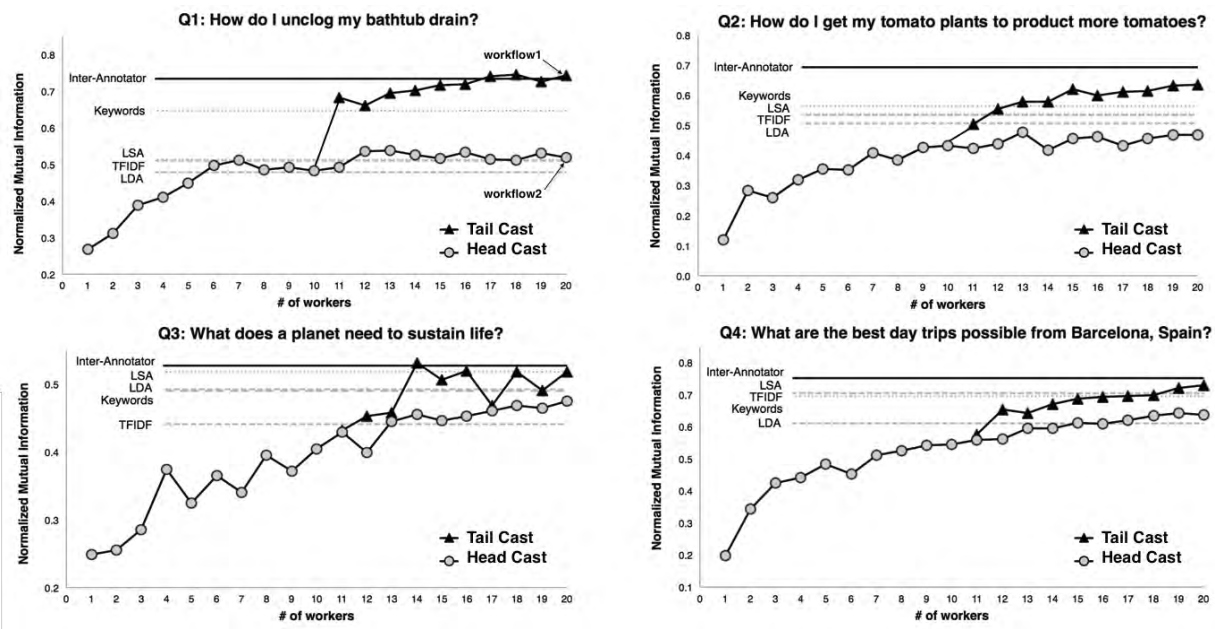 Q1: How do I unclog my bathtub drain?
Normalized Mutual Information
0.8
0.7
0.6
0.5
0.4
0.3
0.2
Inter-Annotator
Keywords
LSA
TFIDF
LDA
workflow1
workflow2
Tail Cast
Head Cast
0 1 2 3 4 5 6 7 8 9 10 11 12 13 14 15 16 17 18 19 20
# of workers
Q2: How do I get my tomato plants to product more tomatoes?
Normalized Mutual Information
0.8
0.7
0.6
0.5
0.4
0.3
0.2
0.1
0.0
Inter-Annotator
Keywords
LSA
TFIDF
LDA
Tail Cast
Head Cast
0 1 2 3 4 5 6 7 8 9 10 11 12 13 14 15 16 17 18 19 20
# of workers
Q3: What does a planet need to sustain life?
Normalized Mutual Information
0.5
0.4
0.3
0.2
Inter-Annotator
LSA
LDA
Keywords
TFIDF
Tail Cast
Head Cast
0 1 2 3 4 5 6 7 8 9 10 11 12 13 14 15 16 17 18 19 20
# of workers
Q4: What are the best day trips possible from Barcelona, Spain?
Normalized Mutual Information
0.8
0.7
0.6
0.5
0.4
0.3
0.2
0.1
Inter-Annotator
LSA
TFIDF
Keywords
LDA
Tail Cast
Head Cast
0 1 2 3 4 5 6 7 8 9 10 11 12 13 14 15 16 17 18 19 20
# of workers